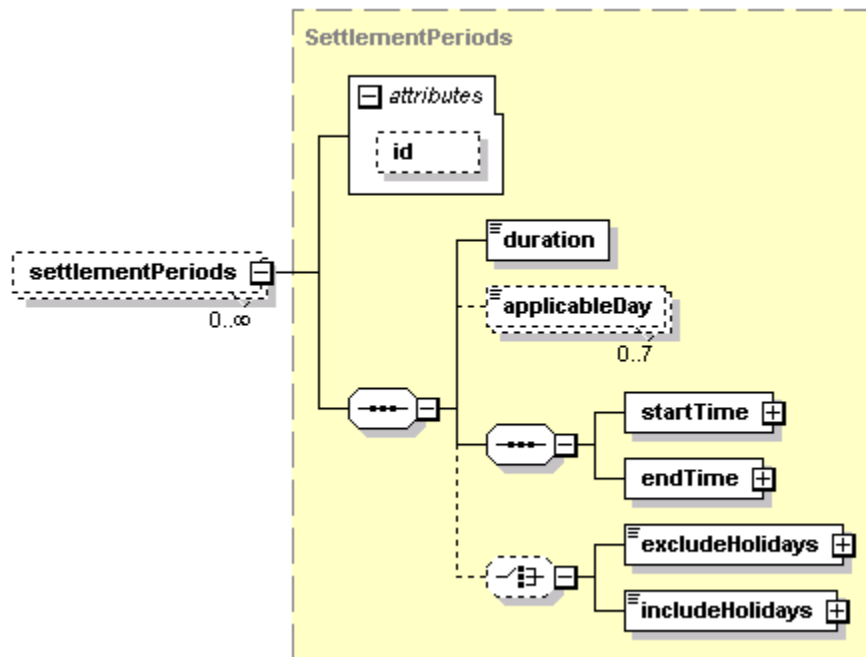 SettlementPeriods
attributes
id
settlementPeriods
0..∞
duration
applicableDay
0..7
startTime
endTime
excludeHolidays
includeHolidays